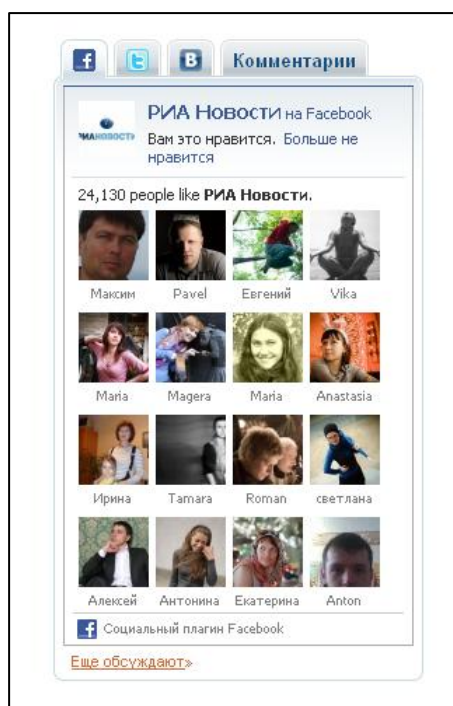 Комментарии
РИА Новости на Facebook
РИАНОВОСТИ
Вам это нравится. Больше не
нравится
24,130 people like РИА Новости.
Максим Pavel Евгений Vika
Maria Magera Maria Anastasia
Ирина Tamara Roman светлана
Алексей Антонина Екатерина Anton
Социальный плагин Facebook
Еще обсуждают»